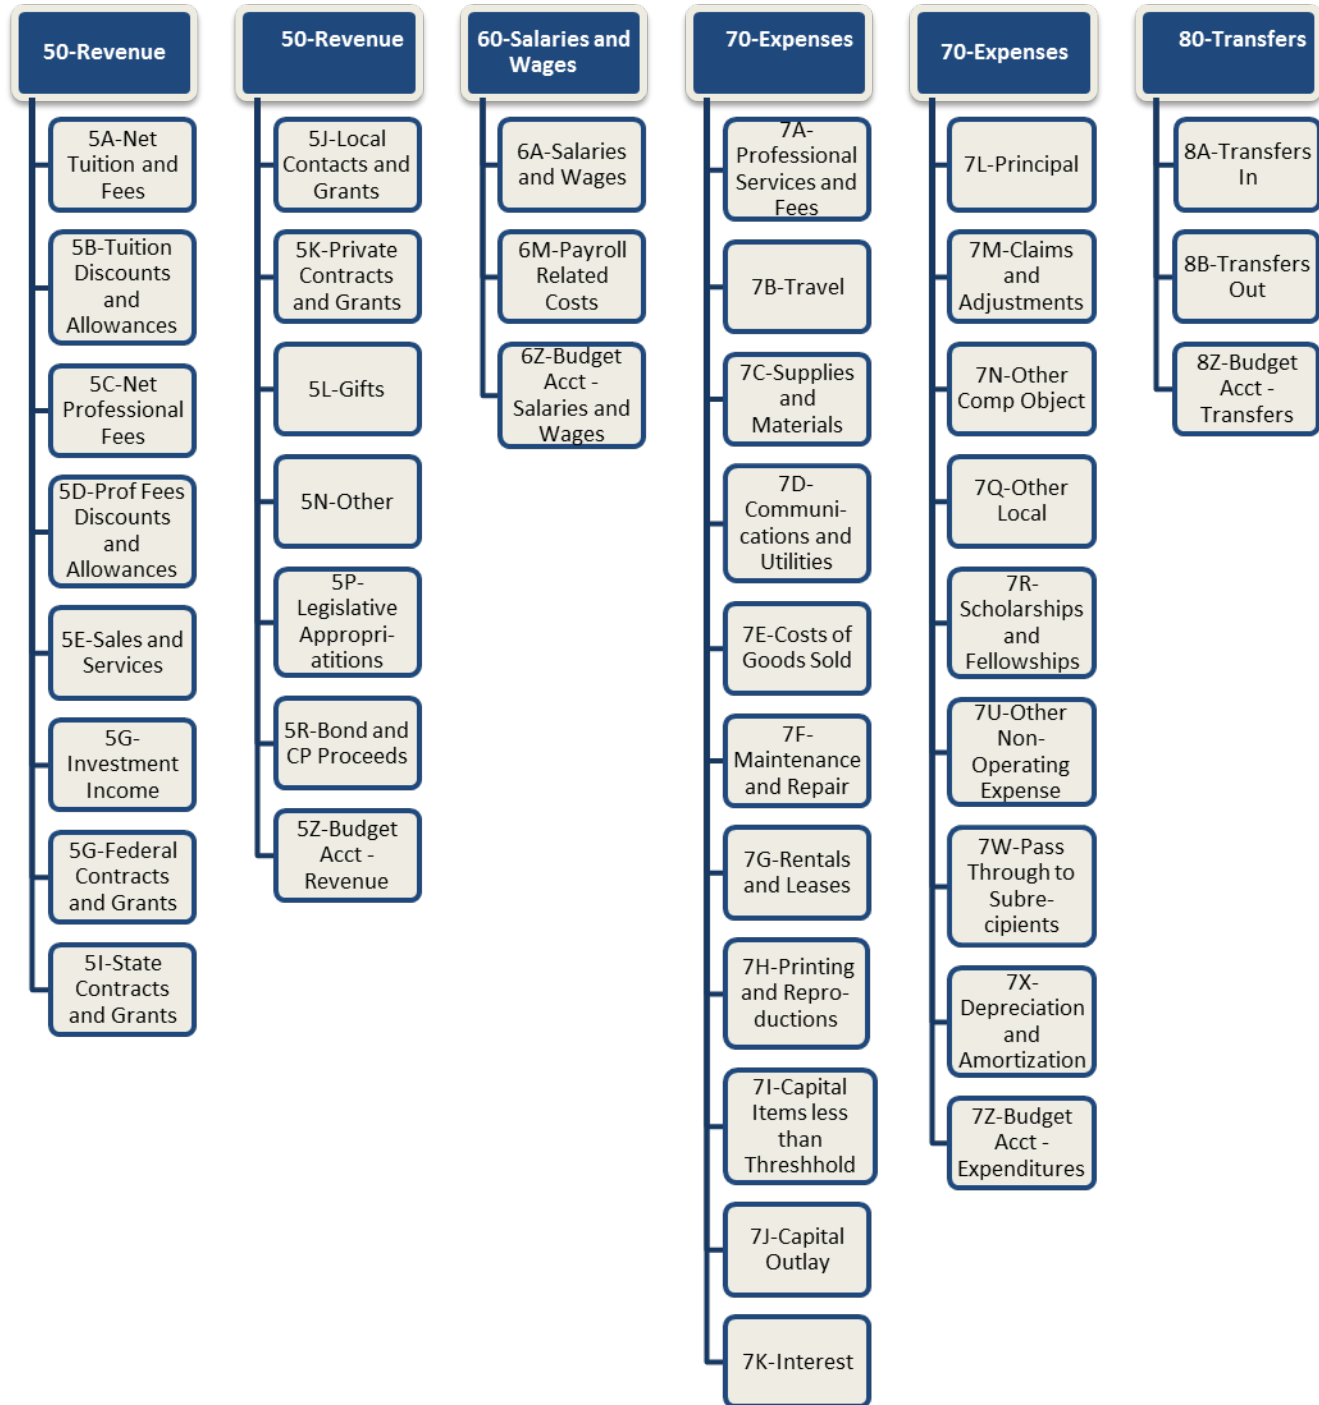 50-Revenue
5A-Net
Tuition and
Fees
5B-Tuition
Discounts
and
Allowances
5C-Net
Professional
Fees
5D-Prof Fees
Discounts
and
Allowances
5E-Sales and
Services
5G-
Investment
Income
5G-Federal
Contracts
and Grants
5I-State
Contracts
and Grants
50-Revenue
5J-Local
Contacts and
Grants
5K-Private
Contracts
and Grants
5L-Gifts
5N-Other
5P-
Legislative
Appropri-
atitions
5R-Bond and
CP Proceeds
5Z-Budget
Acct -
Revenue
60-Salaries and
Wages
6A-Salaries
and Wages
6M-Payroll
Related
Costs
6Z-Budget
Acct -
Salaries and
Wages
70-Expenses
7A-
Professional
Services and
Fees
7B-Travel
7C-Supplies
and
Materials
7D-
Communi-
cations and
Utilities
7E-Costs of
Goods Sold
7F-
Maintenance
and Repair
7G-Rentals
and Leases
7H-Printing
and Repro-
ductions
7I-Capital
Items less
than
Threshhold
7J-Capital
Outlay
7K-Interest
70-Expenses
7L-Principal
7M-Claims
and
Adjustments
7N-Other
Comp Object
7Q-Other
Local
7R-
Scholarships
and
Fellowships
7U-Other
Non-
Operating
Expense
7W-Pass
Through to
Subre-
cipients
7X-
Depreciation
and
Amortization
7Z-Budget
Acct -
Expenditures
80-Transfers
8A-Transfers
In
8B-Transfers
Out
8Z-Budget
Acct -
Transfers